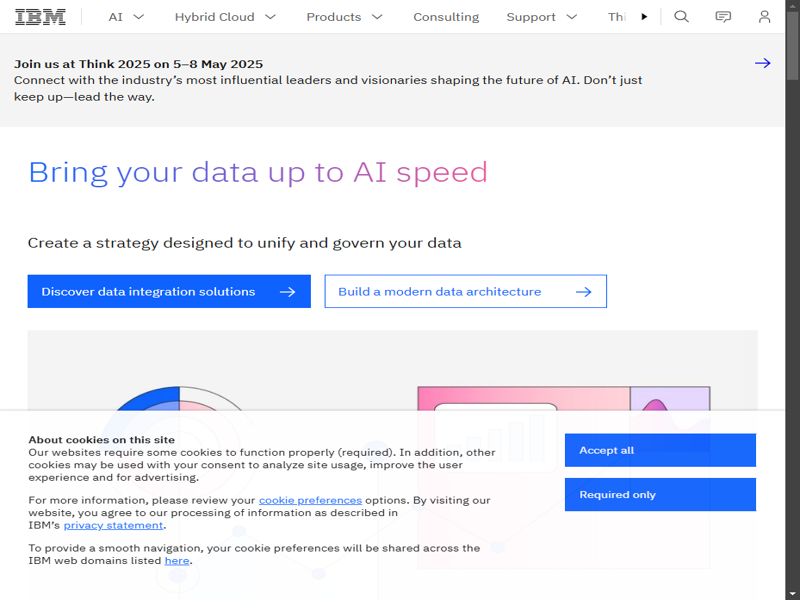 IBM AI Hybrid Cloud Products Consulting Support Thi
Join us at Think 2025 on 5–8 May 2025
Connect with the industry's most influential leaders and visionaries shaping the future of AI. Don't just
keep up—lead the way.
Bring your data up to AI speed
Create a strategy designed to unify and govern your data
Discover data integration solutions
Build a modern data architecture
About cookies on this site
Our websites require some cookies to function properly (required). In addition, other
cookies may be used with your consent to analyze site usage, improve the user
experience and for advertising.
For more information, please review your cookie preferences options. By visiting our
website, you agree to our processing of information as described in
IBM's privacy statement.
To provide a smooth navigation, your cookie preferences will be shared across the
IBM web domains listed here.
Accept all
Required only